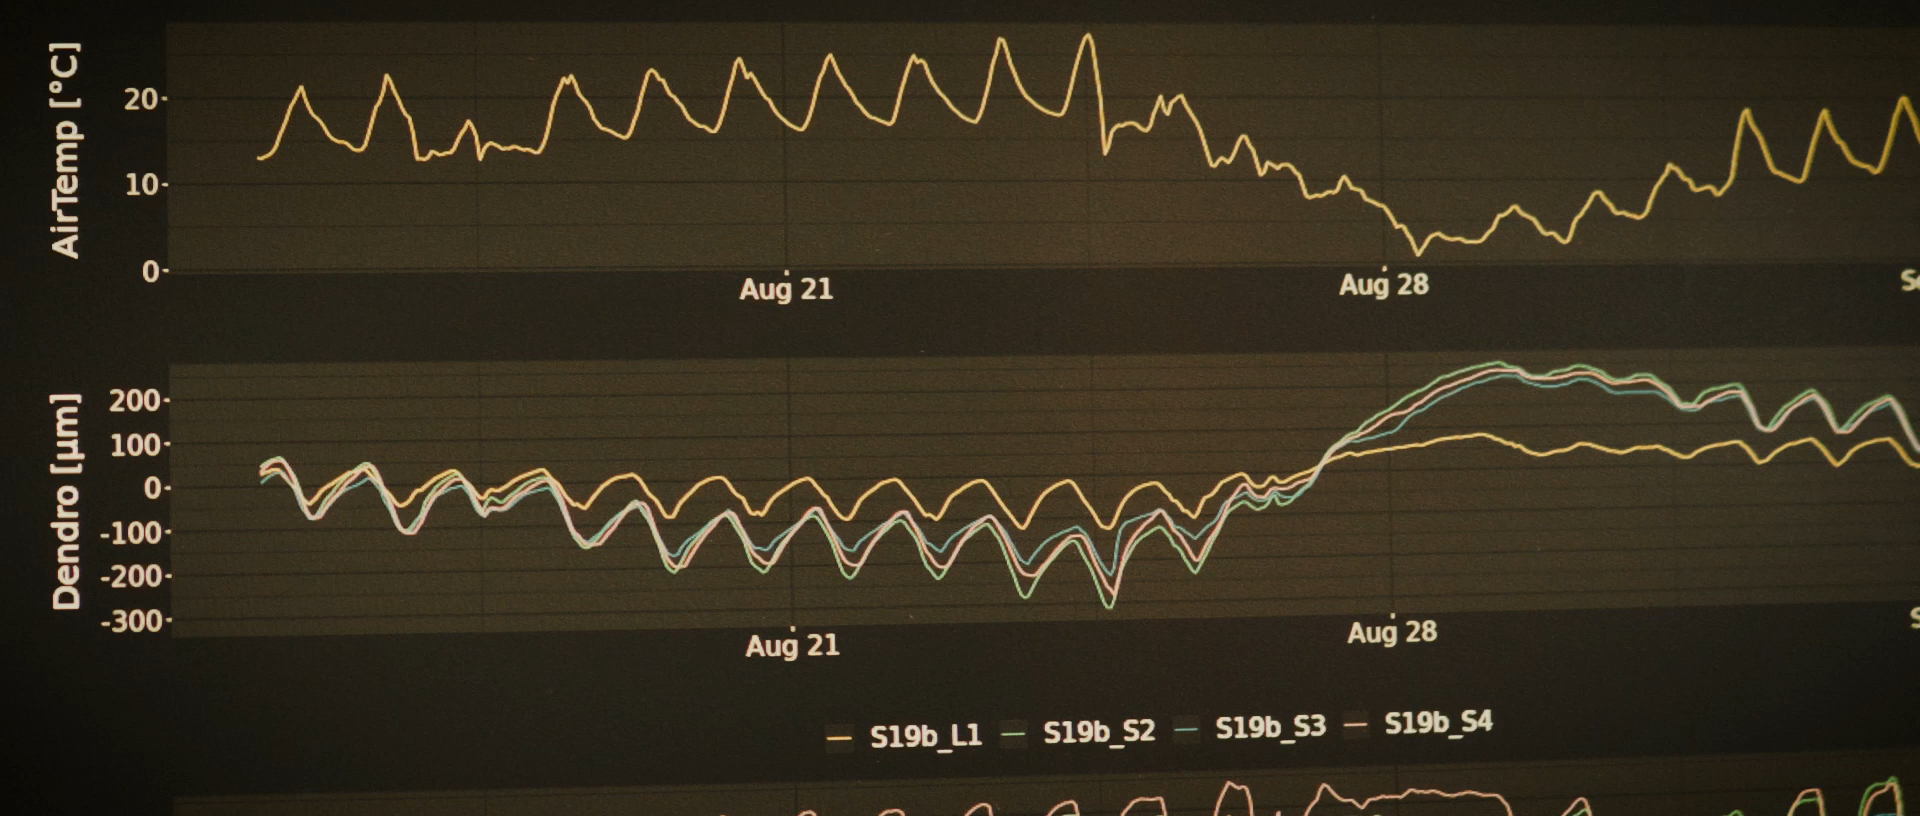 AirTemp [°C]
20
10
0
Aug 21
Aug 28
Dendro [µm]
200
100
0
-100
-200
-300
Aug 21
Aug 28
S19b_L1 S19b_S2 S19b_S3 S19b_S4